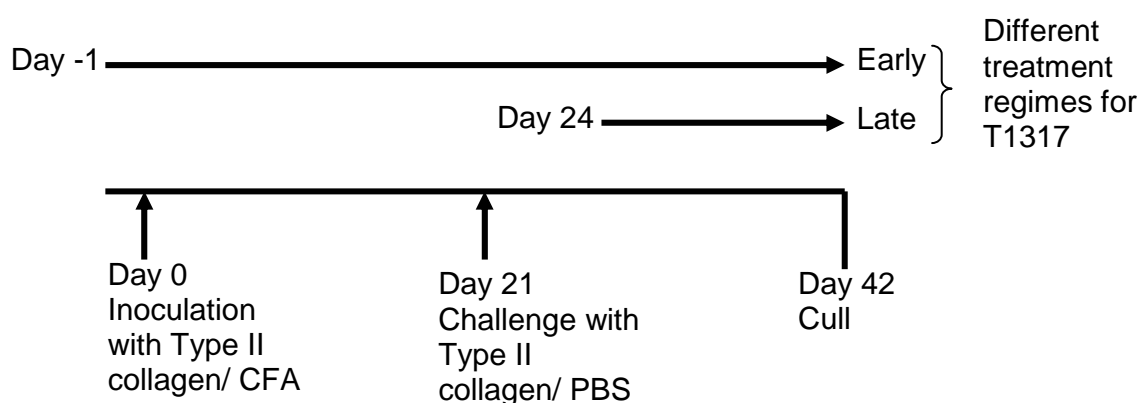 Day -1
Early
Day 24
Late
Different
treatment
regimes for
T1317
Day 0
Inoculation
with Type II
collagen/ CFA
Day 21
Challenge with
Type II
collagen/ PBS
Day 42
Cull